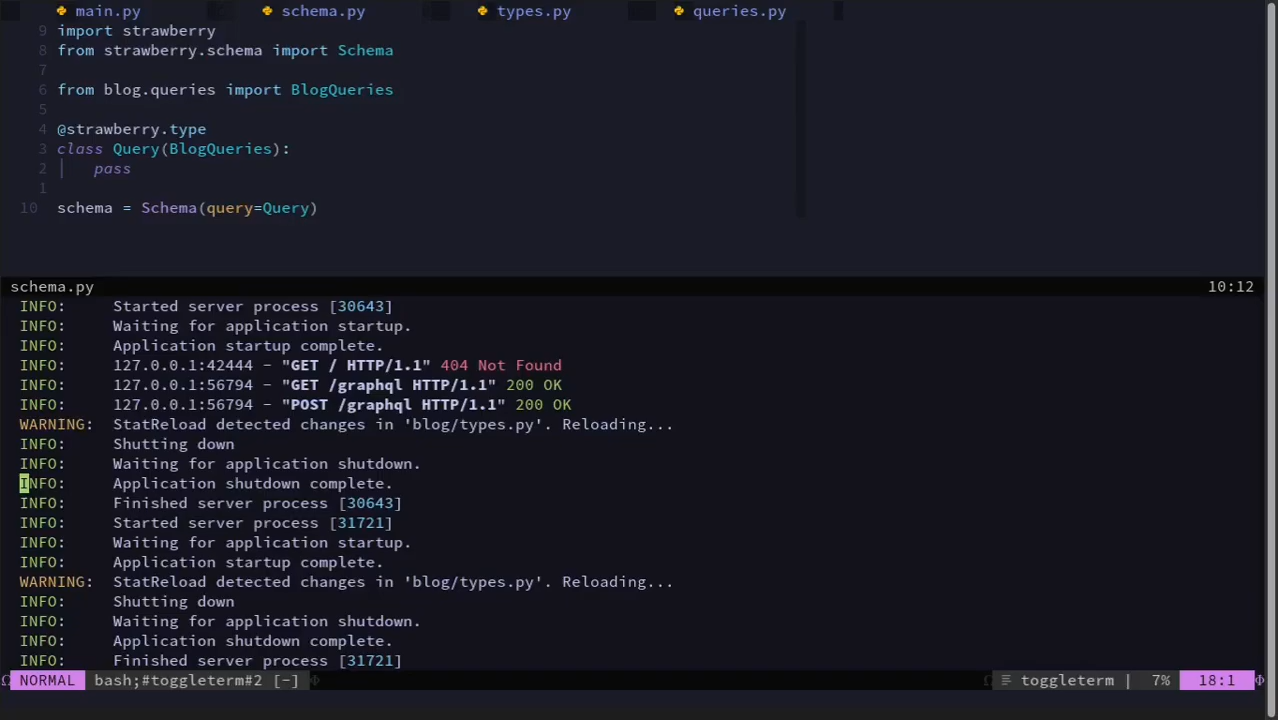 main.py schema.py types.py queries.py
9 import strawberry
8 from strawberry.schema import Schema
7
6 from blog.queries import BlogQueries
5
4 @strawberry.type
3 class Query(BlogQueries):
2 pass
1
10 schema = Schema(query=Query)
schema.py 10:12
INFO: Started server process [30643]
INFO: Waiting for application startup.
INFO: Application startup complete.
INFO: 127.0.0.1:42444 - "GET / HTTP/1.1" 404 Not Found
INFO: 127.0.0.1:56794 - "GET /graphql HTTP/1.1" 200 OK
INFO: 127.0.0.1:56794 - "POST /graphql HTTP/1.1" 200 OK
WARNING: StatReload detected changes in 'blog/types.py'. Reloading...
INFO: Shutting down
INFO: Waiting for application shutdown.
INFO: Application shutdown complete.
INFO: Finished server process [30643]
INFO: Started server process [31721]
INFO: Waiting for application startup.
INFO: Application startup complete.
WARNING: StatReload detected changes in 'blog/types.py'. Reloading...
INFO: Shutting down
INFO: Waiting for application shutdown.
INFO: Application shutdown complete.
INFO: Finished server process [31721]
NORMAL bash;#toggleterm#2 [-] toggleterm | 7% 18:1